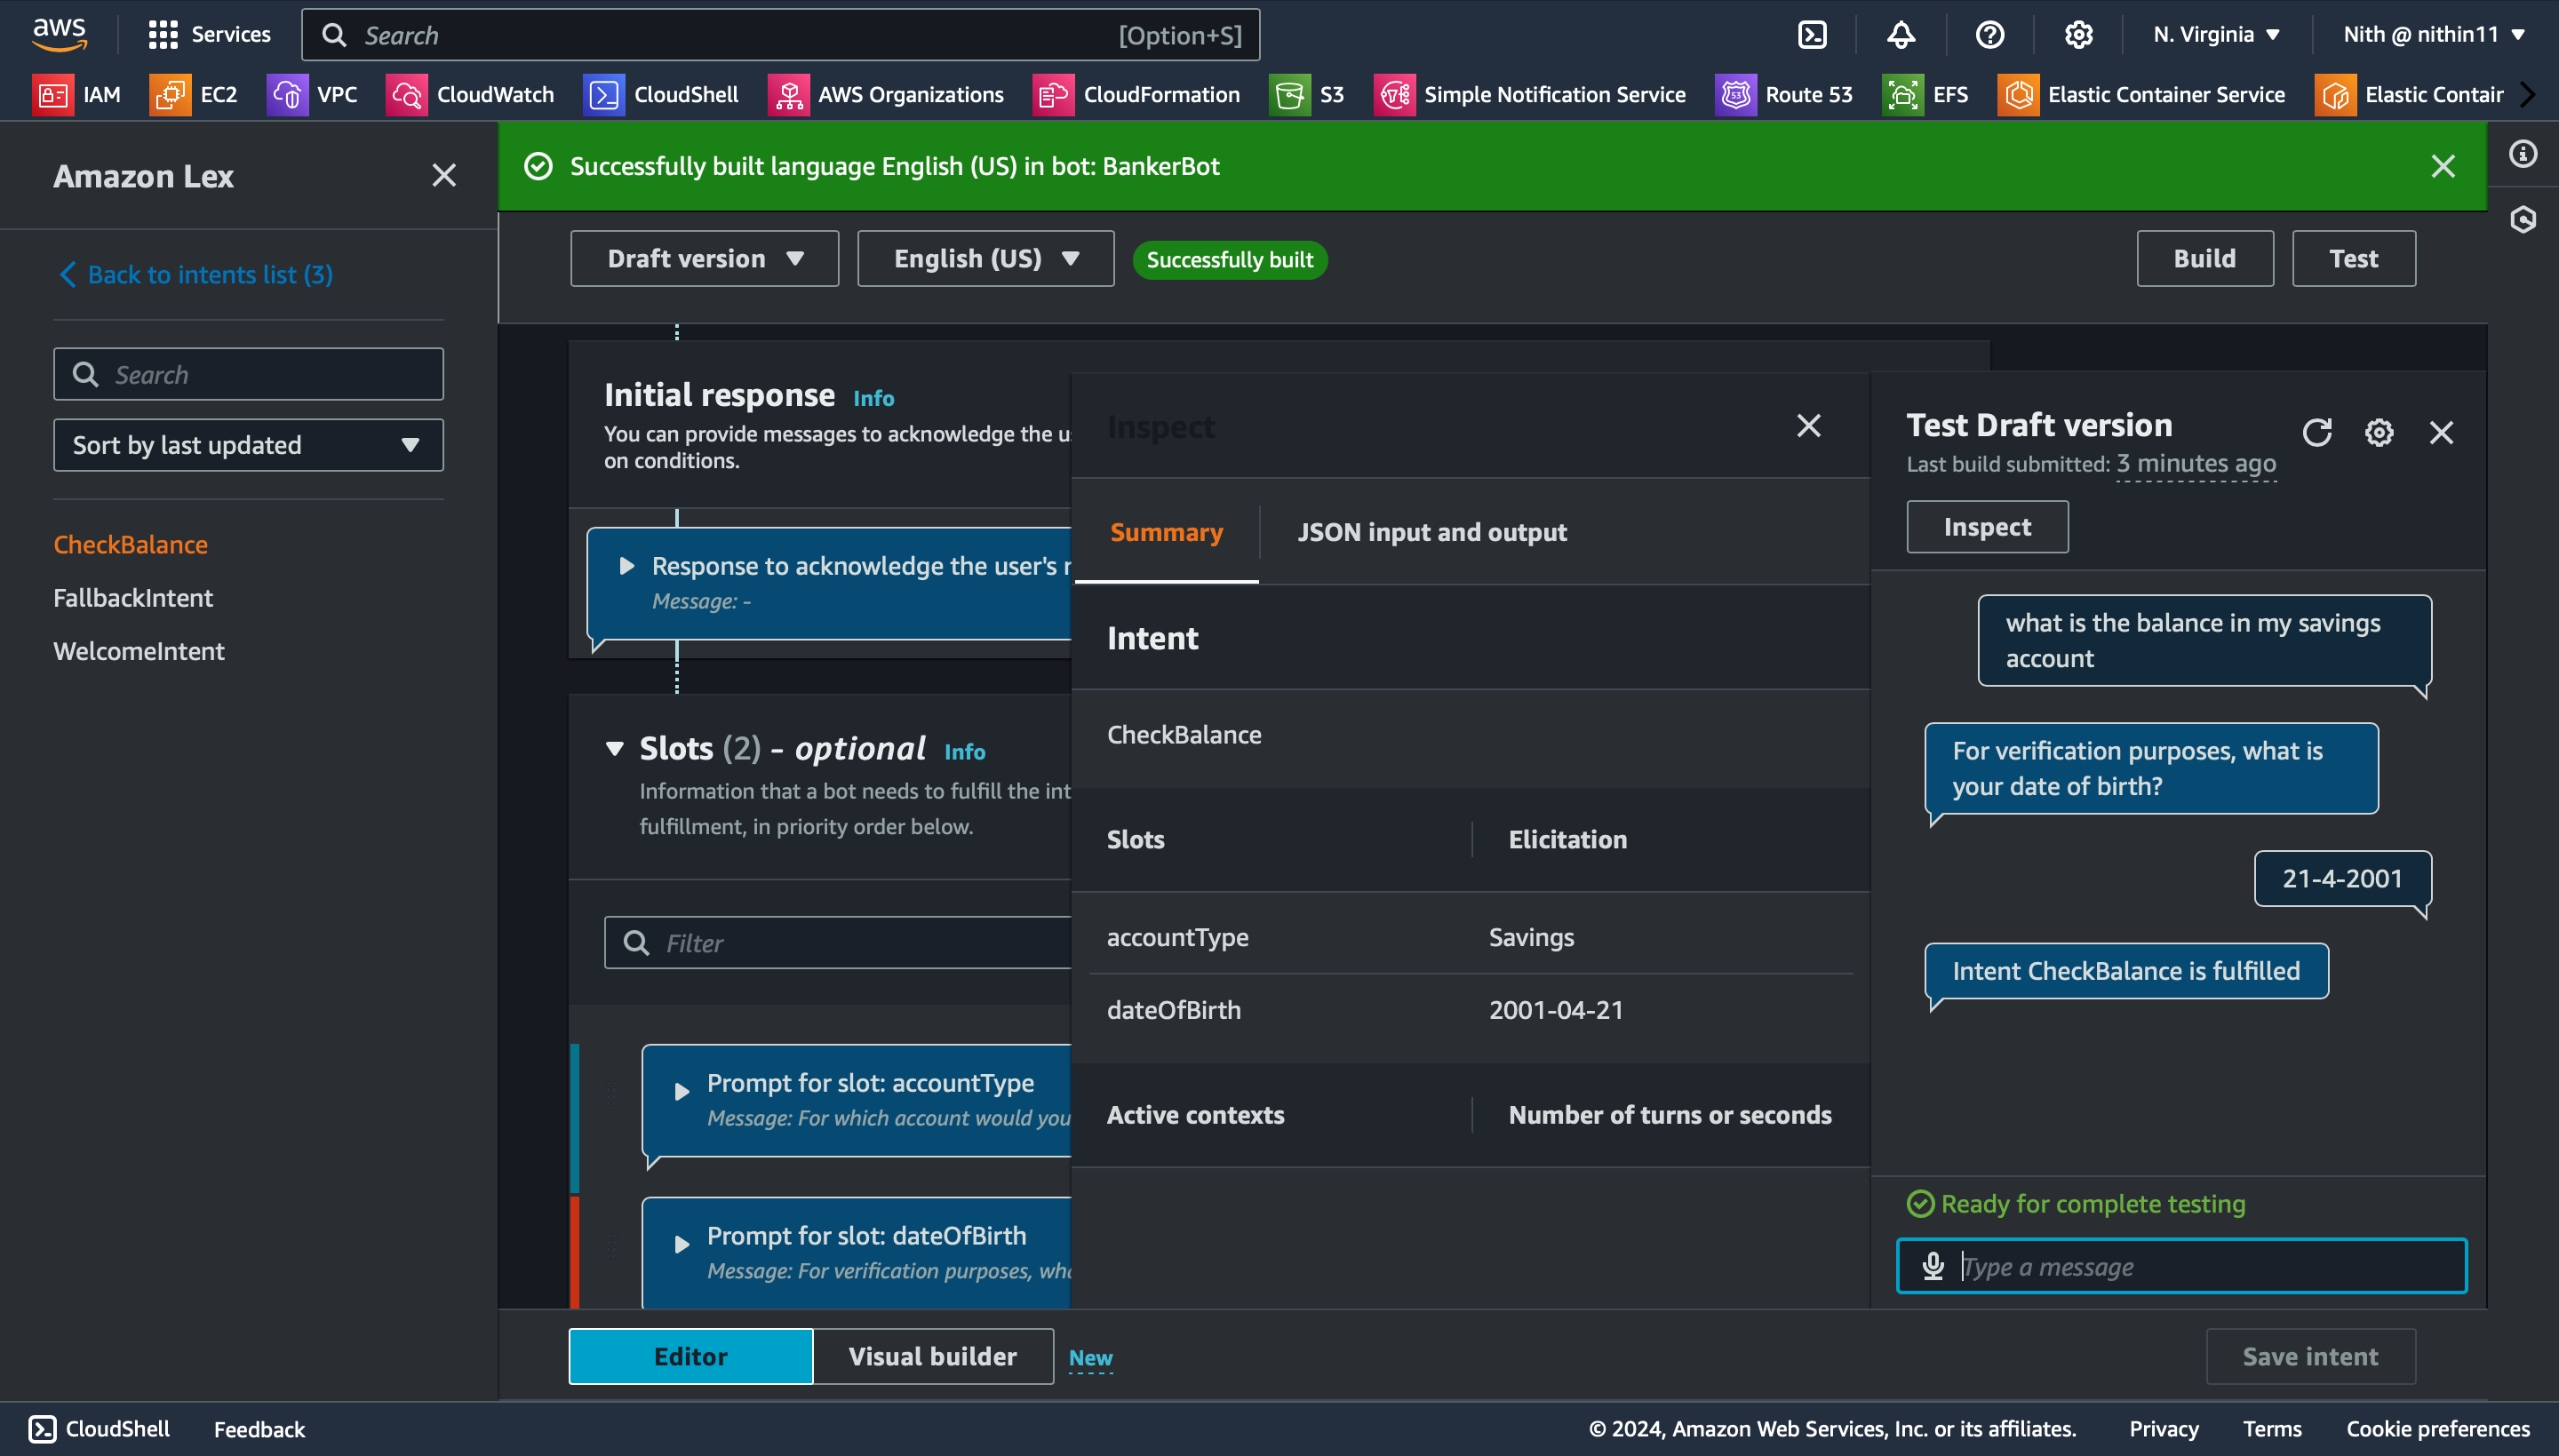 aws
Services
Search
[Option+S]
N. Virginia
Nith @ nithin11
IAM
EC2
VPC
CloudWatch
CloudShell
AWS Organizations
CloudFormation
S3
Simple Notification Service
Route 53
EFS
Elastic Container Service
Elastic Contair
Amazon Lex
Back to intents list (3)
Search
Sort by last updated
CheckBalance
FallbackIntent
WelcomeIntent
Successfully built language English (US) in bot: BankerBot
Draft version
English (US)
Successfully built
Build
Test
Initial response Info
You can provide messages to acknowledge the u
on conditions.
Response to acknowledge the user's r
Message: -
Slots (2) - optional Info
Information that a bot needs to fulfill the int
fulfillment, in priority order below.
Filter
Prompt for slot: accountType
Message: For which account would you
Prompt for slot: dateOfBirth
Message: For verification purposes, wha
Inspect
Summary
JSON input and output
Intent
CheckBalance
Slots
Elicitation
accountType
Savings
dateOfBirth
2001-04-21
Active contexts
Number of turns or seconds
Test Draft version
Last build submitted: 3 minutes ago
Inspect
what is the balance in my savings
account
For verification purposes, what is
your date of birth?
21-4-2001
Intent CheckBalance is fulfilled
Ready for complete testing
Type a message
Editor
Visual builder
New
Save intent
CloudShell
Feedback
© 2024, Amazon Web Services, Inc. or its affiliates.
Privacy
Terms
Cookie preferences